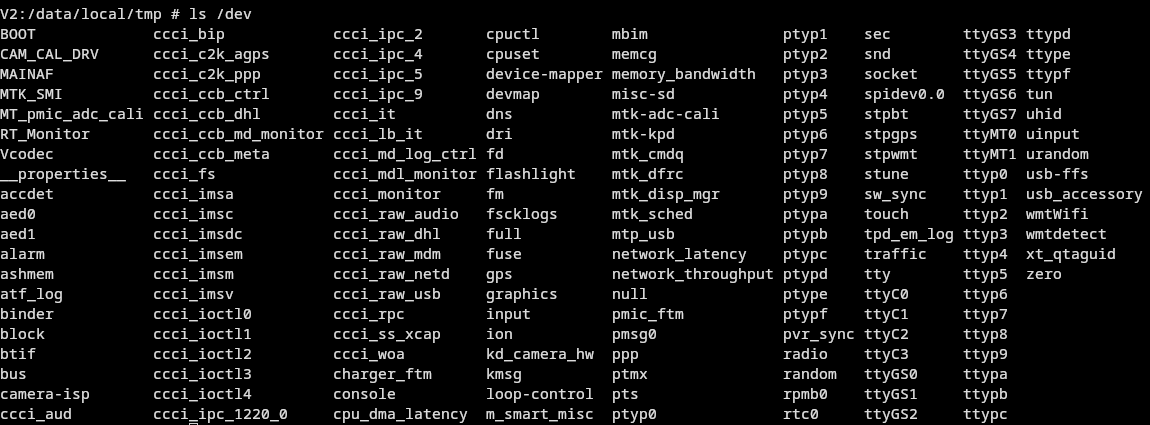 V2:/data/local/tmp # ls /dev
BOOT ccci_bip ccci_ipc_2 cpuctl mbim ptyp1 sec ttyGS3 ttypd
CAM_CAL_DRV ccci_c2k_agps ccci_ipc_4 cpuset memcg ptyp2 snd ttyGS4 ttype
MAINAF ccci_c2k_ppp ccci_ipc_5 device-mapper memory_bandwidth ptyp3 socket ttyGS5 ttypf
MTK_SMI ccci_ccb_ctrl ccci_ipc_9 devmap misc-sd ptyp4 spidev0.0 ttyGS6 tun
MT_pmic_adc_cali ccci_ccb_dhl ccci_it dns mtk-adc-cali ptyp5 stpbt ttyGS7 uhid
RT_Monitor ccci_ccb_md_monitor ccci_lb_it dri mtk-kpd ptyp6 stpgps ttyMT0 uinput
Vcodec ccci_ccb_meta ccci_md_log_ctrl fd mtk_cmdq ptyp7 stpwmt ttyMT1 urandom
__properties__ ccci_fs ccci_mdl_monitor flashlight mtk_dfrc ptyp8 stune ttyp0 usb-ffs
accdet ccci_imsa ccci_monitor fm mtk_disp_mgr ptyp9 sw_sync ttyp1 usb_accessory
aed0 ccci_imsc ccci_raw_audio fscklogs mtk_sched ptypa touch ttyp2 wmtWifi
aed1 ccci_imsdc ccci_raw_dhl full mtp_usb ptypb tpd_em_log ttyp3 wmtdetect
alarm ccci_imsem ccci_raw_mdm fuse network_latency ptypc traffic ttyp4 xt_qtaguid
ashmem ccci_imsm ccci_raw_netd gps network_throughput ptypd tty ttyp5 zero
atf_log ccci_imsv ccci_raw_usb graphics null ptype ttyC0 ttyp6
binder ccci_ioctl0 ccci_rpc input pmic_ftm ptypf ttyC1 ttyp7
block ccci_ioctl1 ccci_ss_xcap ion pmsg0 pvr_sync ttyC2 ttyp8
btif ccci_ioctl2 ccci_woa kd_camera_hw ppp radio ttyC3 ttyp9
bus ccci_ioctl3 charger_ftm kmsg ptmx random ttyGS0 ttypa
camera-isp ccci_ioctl4 console loop-control pts rpmb0 ttyGS1 ttypb
ccci_aud ccci_ipc_1220_0 cpu_dma_latency m_smart_misc ptyp0 rtc0 ttyGS2 ttypc